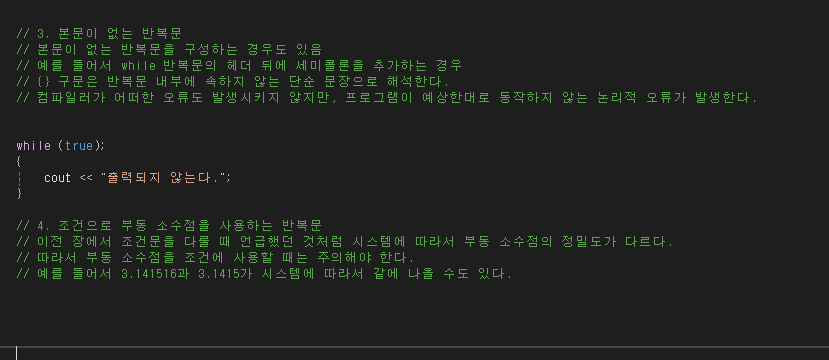 // 3. 본문이 없는 반복문
// 본문이 없는 반복문을 구성하는 경우도 있음
// 예를 들어서 while 반복문의 헤더 뒤에 세미콜론을 추가하는 경우
// {} 구문은 반복문 내부에 속하지 않는 단순 문장으로 해석한다.
// 컴파일러가 어떠한 오류도 발생시키지 않지만, 프로그램이 예상한대로 동작하지 않는 논리적 오류가 발생한다.
while (true);
{
cout << "출력되지 않는다.";
}
// 4. 조건으로 부동 소수점을 사용하는 반복문
// 이전 장에서 조건문을 다룰 때 언급했던 것처럼 시스템에 따라서 부동 소수점의 정밀도가 다르다.
// 따라서 부동 소수점을 조건에 사용할 때는 주의해야 한다.
// 예를 들어서 3.141516과 3.1415가 시스템에 따라서 같에 나올 수도 있다.